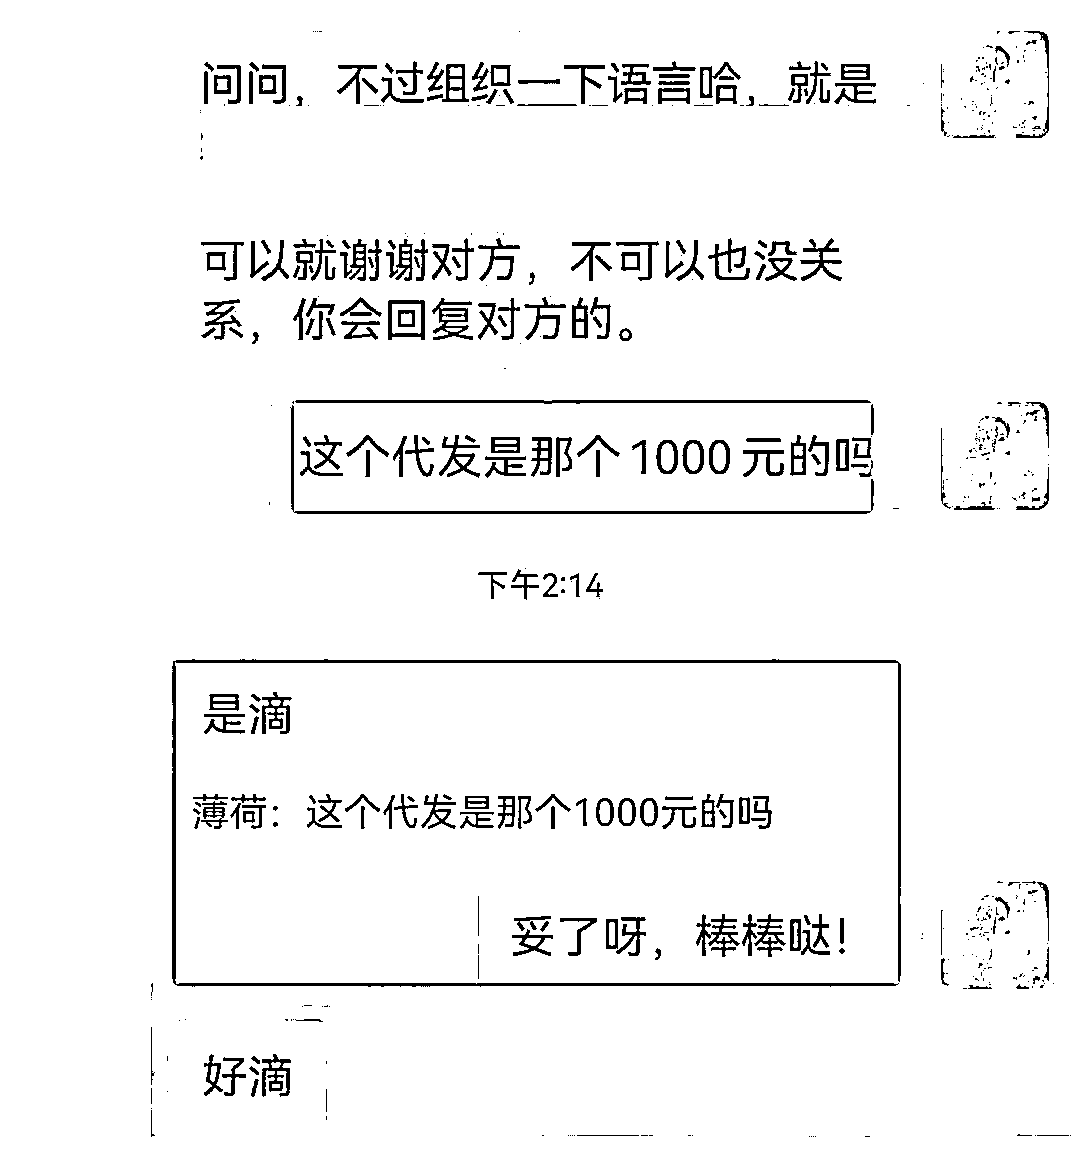 问问，不过组织一下语言哈，就是
可以就谢谢对方，不可以也没关
系，你会回复对方的。
这个代发是那个1000元的吗
下午2:14
是滴
薄荷：这个代发是那个1000元的吗
妥了呀，棒棒哒！
好滴